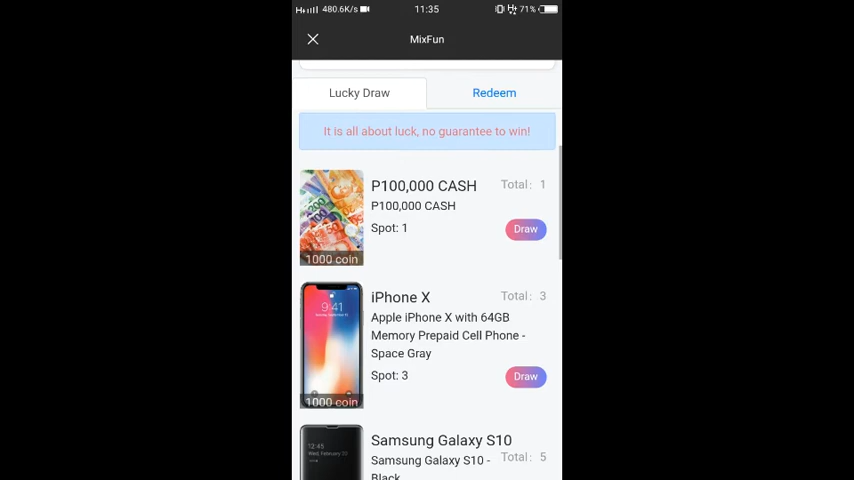 480.6K/s
11:35
71%
MixFun
Lucky Draw
Redeem
It is all about luck, no guarantee to win!
P100,000 CASH
Total: 1
P100,000 CASH
Spot: 1
Draw
1000 coin
iPhone X
Total: 3
Apple iPhone X with 64GB
Memory Prepaid Cell Phone -
Space Gray
Spot: 3
Draw
9:41
1000 coin
Samsung Galaxy S10
Total: 5
Samsung Galaxy S10 -
Black
12:45